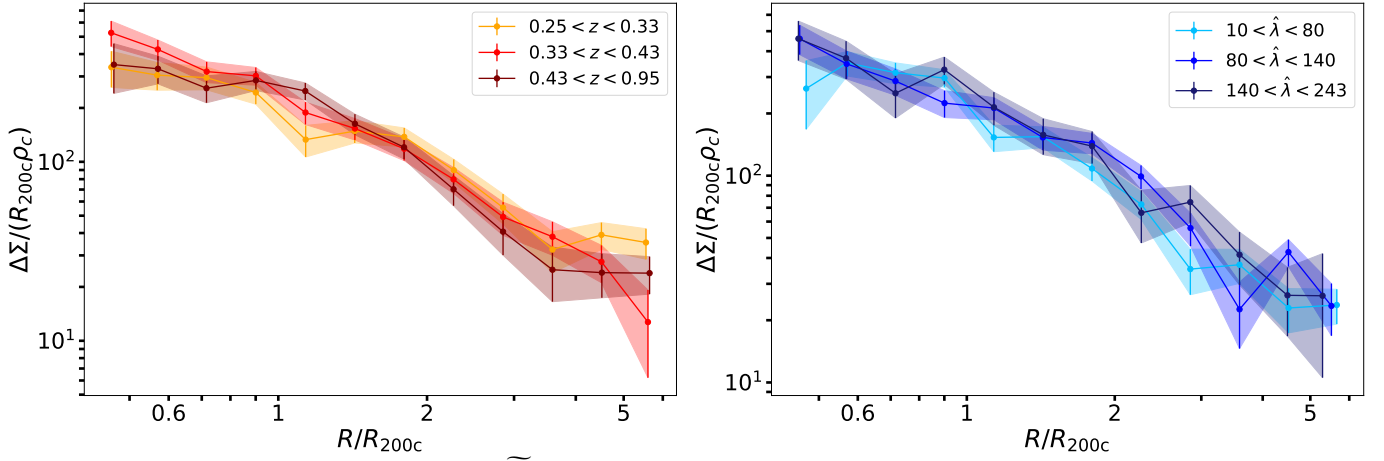 0.25 < z < 0.33
0.33 < z < 0.43
0.43 < z < 0.95
10²
10¹
ΔΣ/(R₂₀₀cρc)
0.6 1 2 5
R/R₂₀₀c
10 < λ̂ < 80
80 < λ̂ < 140
140 < λ̂ < 243
10²
10¹
ΔΣ/(R₂₀₀cρc)
0.6 1 2 5
R/R₂₀₀c